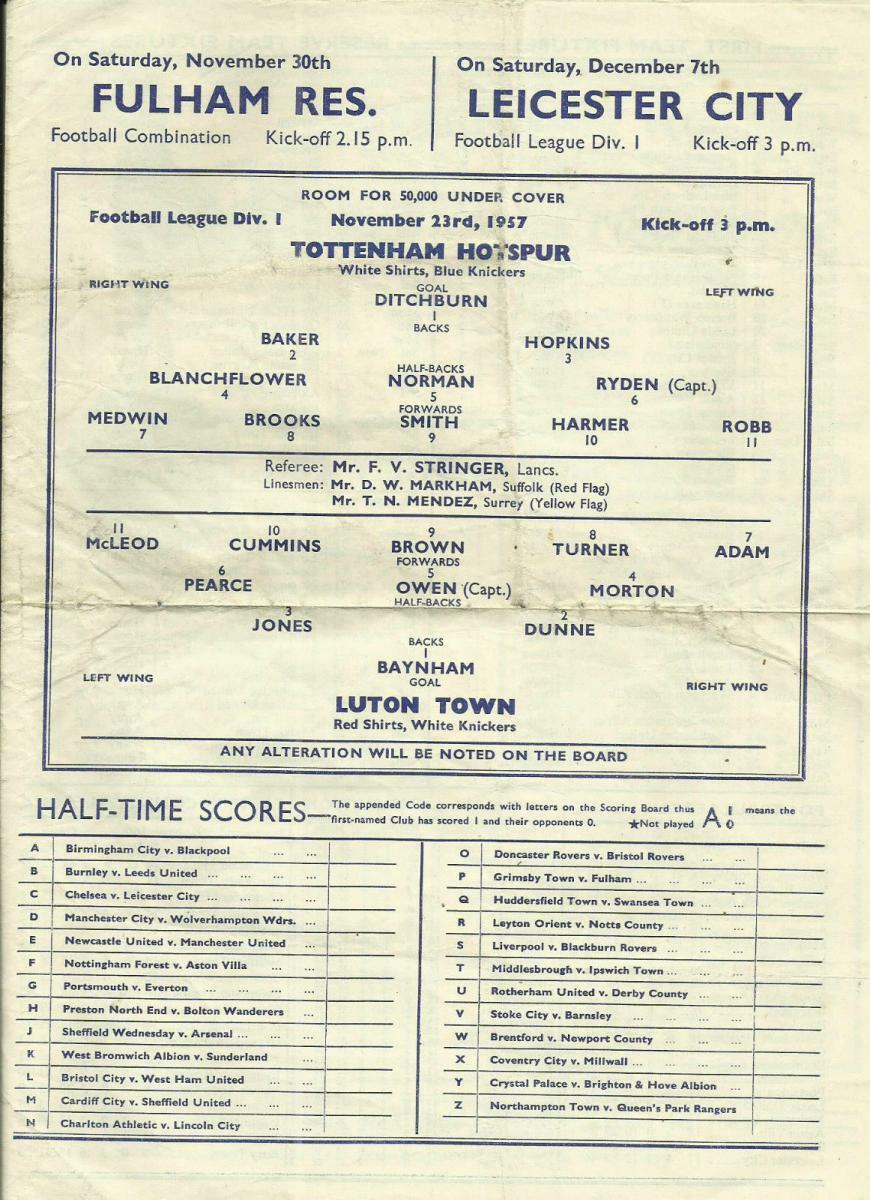 On Saturday, November 30th
FULHAM RES.
Football Combination Kick-off 2.15 p.m.
On Saturday, December 7th
LEICESTER CITY
Football League Div. 1 Kick-off 3 p.m.
ROOM FOR 50,000 UNDER COVER
Football League Div. 1 November 23rd, 1957 Kick-off 3 p.m.
TOTTENHAM HOTSPUR
White Shirts, Blue Knickers
RIGHT WING GOAL LEFT WING
DITCHBURN
1
BACKS
BAKER HOPKINS
2 3
HALF-BACKS
BLANCHFLOWER NORMAN RYDEN (Capt.)
4 5 6
FORWARDS
MEDWIN BROOKS SMITH HARMER ROBB
7 8 9 10 11
Referee: Mr. F. V. STRINGER, Lancs.
Linesmen: Mr. D. W. MARKHAM, Suffolk (Red Flag)
Mr. T. N. MENDEZ, Surrey (Yellow Flag)
11 10 9 8 7
McLEOD CUMMINS BROWN TURNER ADAM
FORWARDS
6 5 4
PEARCE OWEN (Capt.) MORTON
HALF-BACKS
3 2
JONES DUNNE
BACKS
1
BAYNHAM
LEFT WING GOAL RIGHT WING
LUTON TOWN
Red Shirts, White Knickers
ANY ALTERATION WILL BE NOTED ON THE BOARD
HALF-TIME SCORES—The appended Code corresponds with letters on the Scoring Board thus A 1 0 means the
first-named Club has scored 1 and their opponents 0. ★Not played
A Birmingham City v. Blackpool ... ...
B Burnley v. Leeds United ... ... ... ...
C Chelsea v. Leicester City ... ... ... ...
D Manchester City v. Wolverhampton Wdrs. ...
E Newcastle United v. Manchester United ...
F Nottingham Forest v. Aston Villa ... ...
G Portsmouth v. Everton ... ... ... ...
H Preston North End v. Bolton Wanderers ...
J Sheffield Wednesday v. Arsenal ... ... ...
K West Bromwich Albion v. Sunderland ...
L Bristol City v. West Ham United ... ...
M Cardiff City v. Sheffield United ... ... ...
N Charlton Athletic v. Lincoln City ... ...
O Doncaster Rovers v. Bristol Rovers ... ...
P Grimsby Town v. Fulham ... ... ... ...
Q Huddersfield Town v. Swansea Town ... ...
R Leyton Orient v. Notts County ... ... ...
S Liverpool v. Blackburn Rovers ... ... ...
T Middlesbrough v. Ipswich Town ... ... ...
U Rotherham United v. Derby County ... ...
V Stoke City v. Barnsley ... ... ... ...
W Brentford v. Newport County ... ... ...
X Coventry City v. Millwall ... ... ... ...
Y Crystal Palace v. Brighton & Hove Albion ...
Z Northampton Town v. Queen's Park Rangers